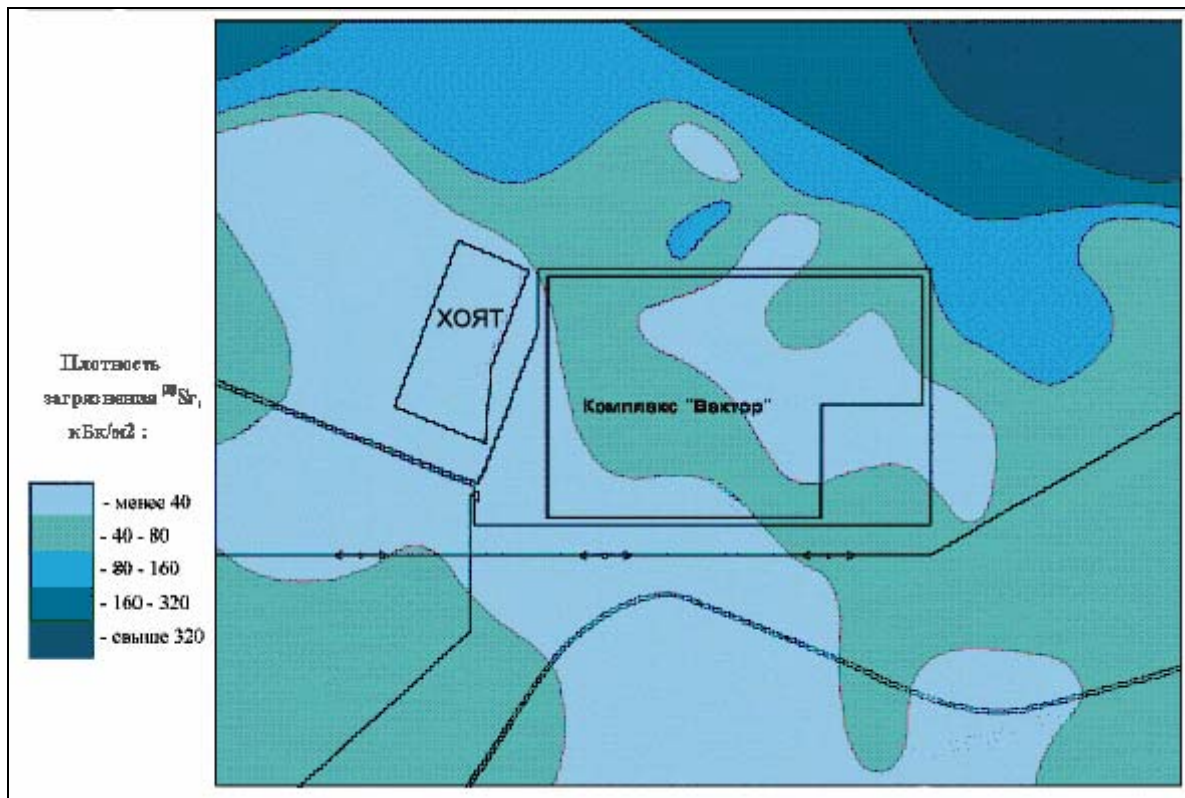 ХОЯТ
Комплекс "Вектор"
Плотность
загрязнения ⁹⁰Sr,
кБк/м2 :
- менее 40
- 40 - 80
- 80 - 160
- 160 - 320
- свыше 320